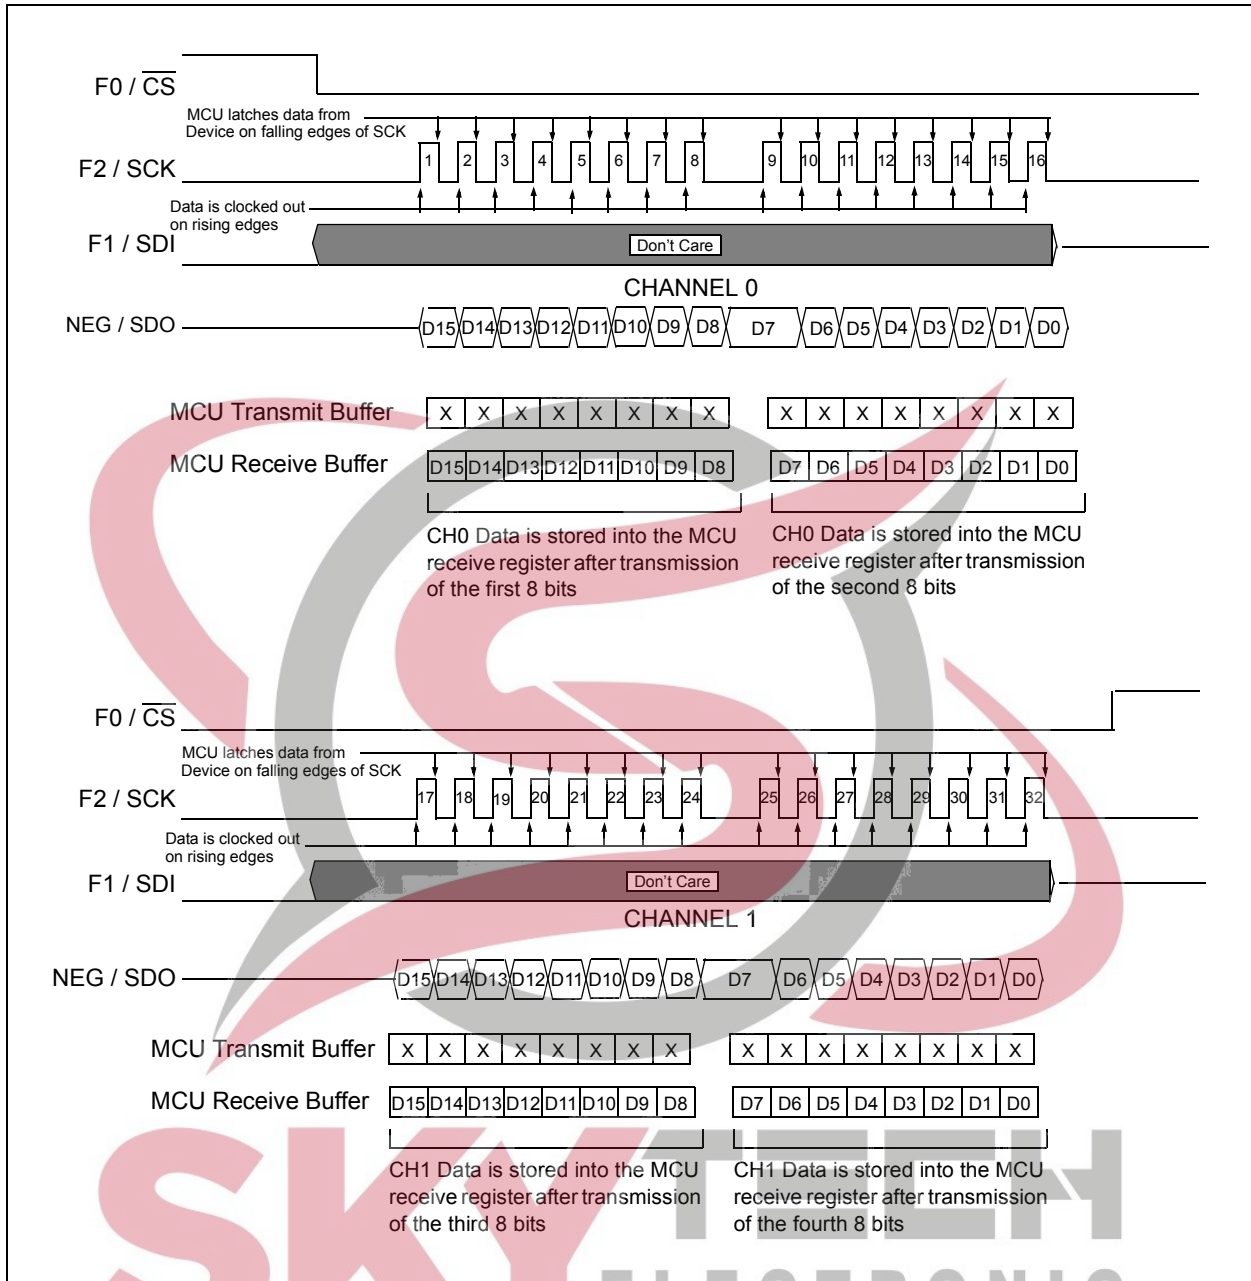 F0 / CS
MCU latches data from
Device on falling edges of SCK
F2 / SCK
1 2 3 4 5 6 7 8 9 10 11 12 13 14 15 16
Data is clocked out
on rising edges
F1 / SDI
Don't Care
CHANNEL 0
NEG / SDO
D15 D14 D13 D12 D11 D10 D9 D8 D7 D6 D5 D4 D3 D2 D1 D0
MCU Transmit Buffer
X X X X X X X X X X X X X X X X
MCU Receive Buffer
D15 D14 D13 D12 D11 D10 D9 D8 D7 D6 D5 D4 D3 D2 D1 D0
CH0 Data is stored into the MCU
receive register after transmission
of the first 8 bits
CH0 Data is stored into the MCU
receive register after transmission
of the second 8 bits
F0 / CS
MCU latches data from
Device on falling edges of SCK
F2 / SCK
17 18 19 20 21 22 23 24 25 26 27 28 29 30 31 32
Data is clocked out
on rising edges
F1 / SDI
Don't Care
CHANNEL 1
NEG / SDO
D15 D14 D13 D12 D11 D10 D9 D8 D7 D6 D5 D4 D3 D2 D1 D0
MCU Transmit Buffer
X X X X X X X X X X X X X X X X
MCU Receive Buffer
D15 D14 D13 D12 D11 D10 D9 D8 D7 D6 D5 D4 D3 D2 D1 D0
CH1 Data is stored into the MCU
receive register after transmission
of the third 8 bits
CH1 Data is stored into the MCU
receive register after transmission
of the fourth 8 bits
SKYTECH
ELECTRONIC